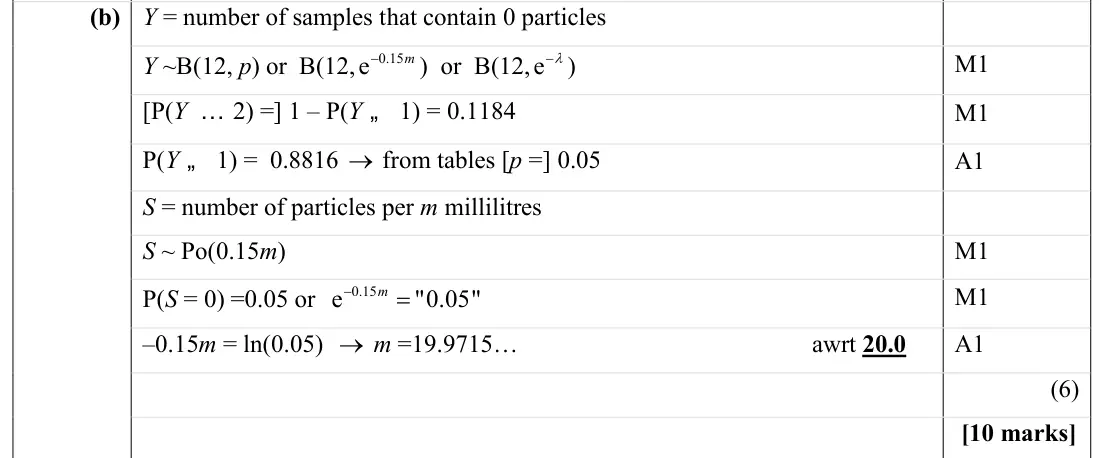 (b) Y = number of samples that contain 0 particles
Y ~B(12, p) or B(12, e^−0.15m) or B(12, e^−λ) M1
[P(Y … 2) =] 1 – P(Y „ 1) = 0.1184 M1
P(Y „ 1) = 0.8816 → from tables [p =] 0.05 A1
S = number of particles per m millilitres
S ~ Po(0.15m) M1
P(S = 0) =0.05 or e^−0.15m = "0.05" M1
–0.15m = ln(0.05) → m =19.9715… awrt 20.0 A1
(6)
[10 marks]